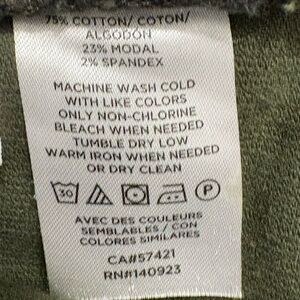 75% COTTON/ COTON/
ALGODÓN
23% MODAL
2% SPANDEX
MACHINE WASH COLD
WITH LIKE COLORS
ONLY NON-CHLORINE
BLEACH WHEN NEEDED
TUMBLE DRY LOW
WARM IRON WHEN NEEDED
OR DRY CLEAN
30 P
AVEC DES COULEURS
SEMBLABLES / CON
COLORES SIMILARES
CA#57421
RN#140923